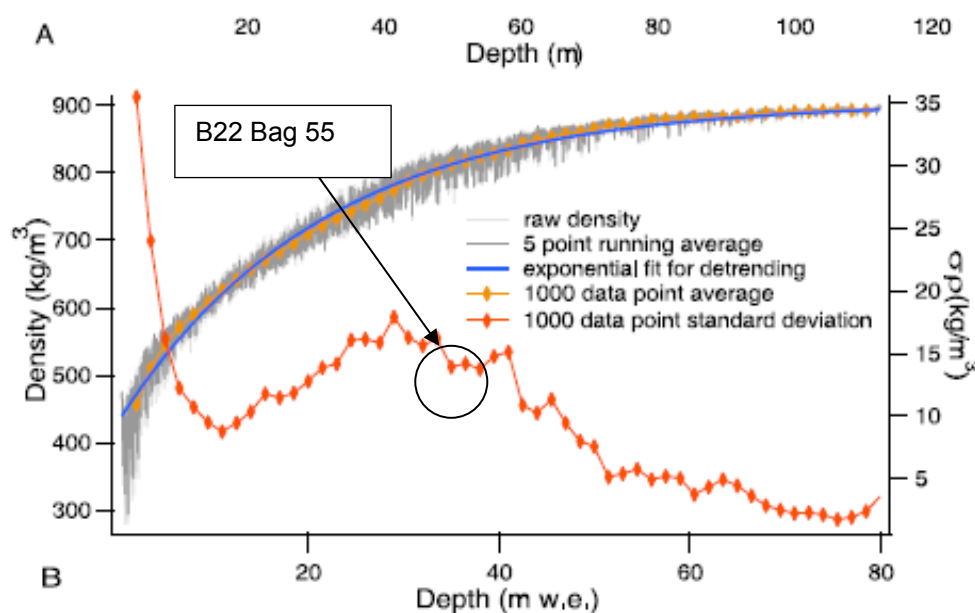 A
20 40 60 80 100 120
Depth (m)
B22 Bag 55
900
800
700
600
500
400
300
Density (kg/m³)
35
30
25
20
15
10
5
σρ(kg/m³)
raw density
5 point running average
exponential fit for detrending
1000 data point average
1000 data point standard deviation
20 40 60 80
B
Depth (m w.e.)